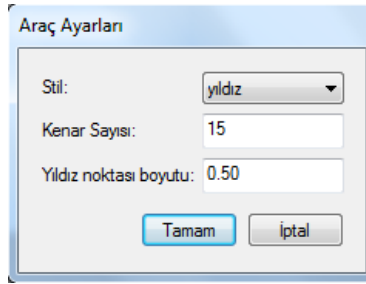 Araç Ayarları
Stil: yıldız
Kenar Sayısı: 15
Yıldız noktası boyutu: 0.50
Tamam İptal